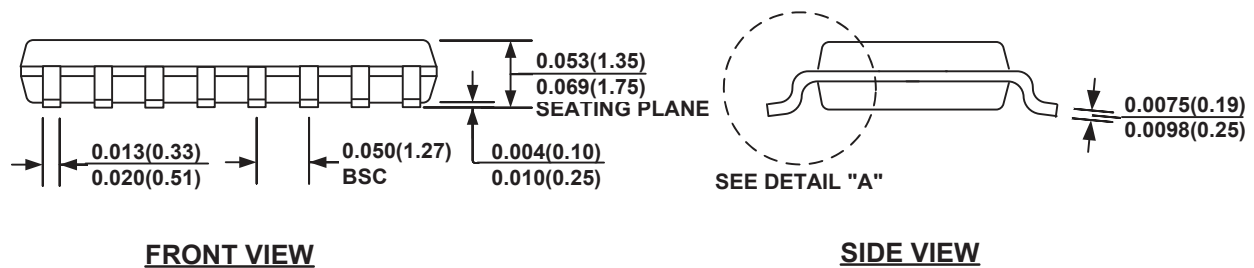 0.053(1.35)
0.069(1.75)
SEATING PLANE
0.013(0.33)
0.020(0.51)
0.050(1.27)
BSC
0.004(0.10)
0.010(0.25)
FRONT VIEW
0.0075(0.19)
0.0098(0.25)
SEE DETAIL "A"
SIDE VIEW